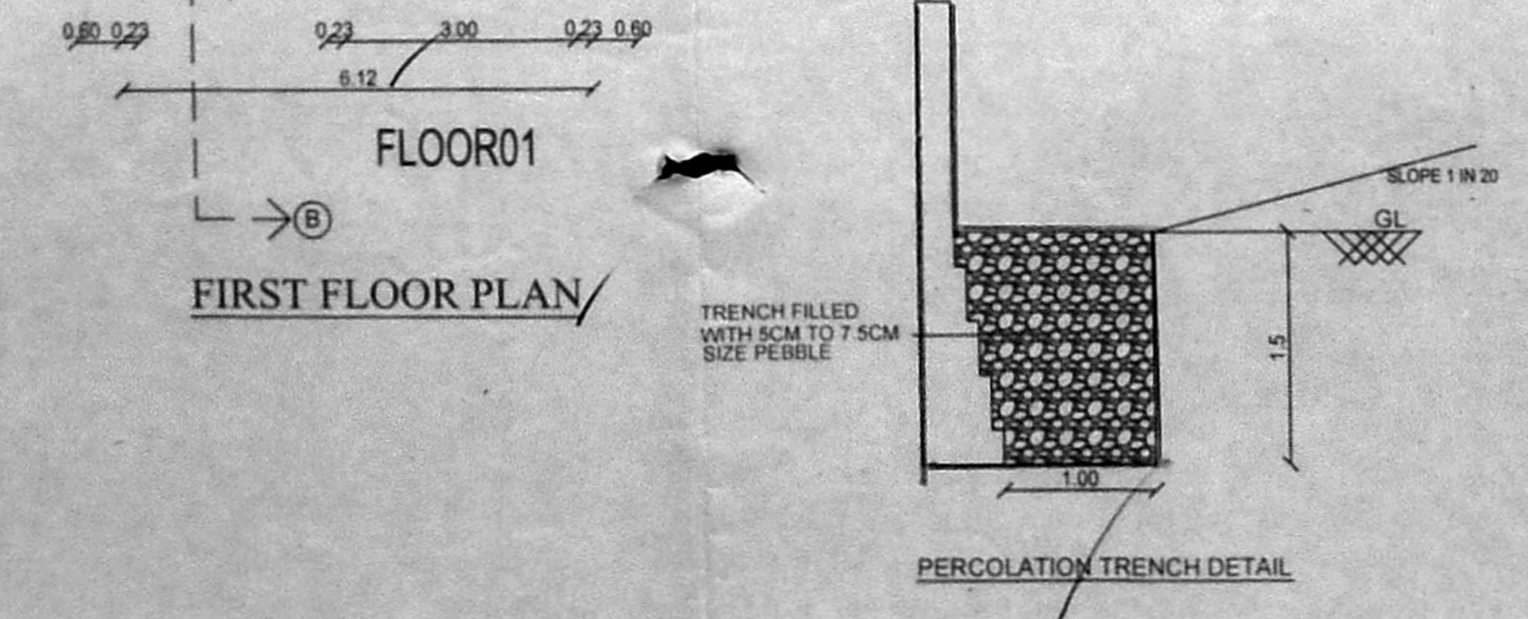 0.60 0.23 0.23 3.00 0.23 0.60
6.12
FLOOR01
B
FIRST FLOOR PLAN
SLOPE 1 IN 20
GL
TRENCH FILLED
WITH 5CM TO 7.5CM
SIZE PEBBLE
1.5
1.00
PERCOLATION TRENCH DETAIL